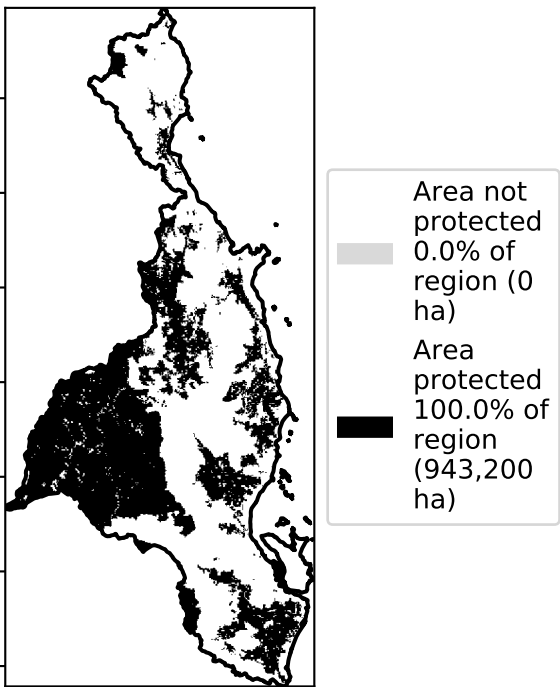 Area not
protected
0.0% of
region (0
ha)
Area
protected
100.0% of
region
(943,200
ha)